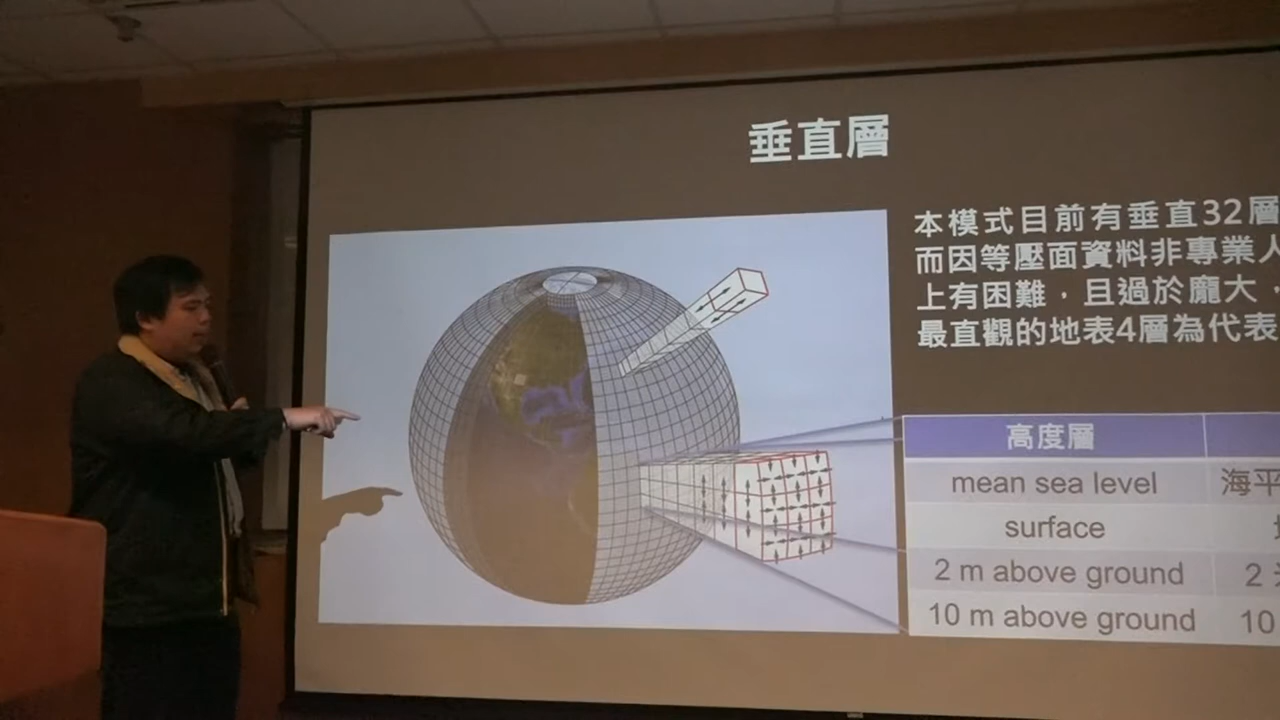 垂直層
本模式目前有垂直32層
而因等壓面資料非專業人
上有困難，且過於龐大，
最直觀的地表4層為代表
高度層
mean sea level 海平
surface
2 m above ground 2
10 m above ground 10